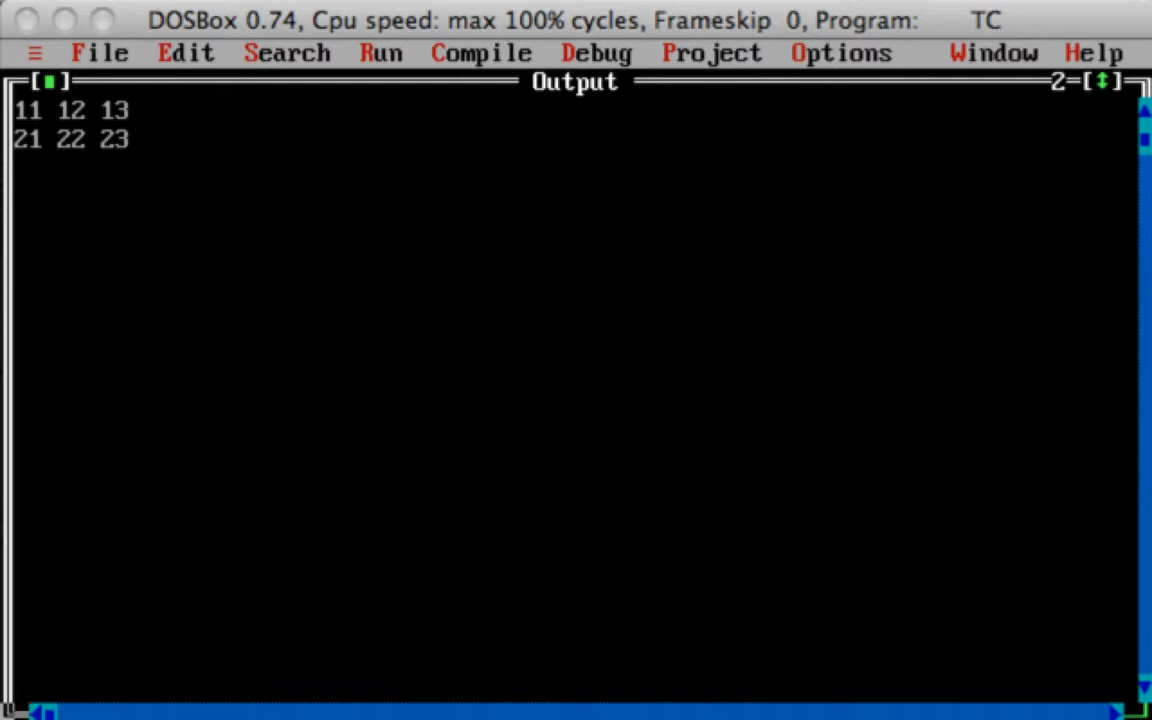 DOSBox 0.74, Cpu speed: max 100% cycles, Frameskip 0, Program: TC
≡ File Edit Search Run Compile Debug Project Options Window Help
[■] Output 2=[↕]
11 12 13
21 22 23